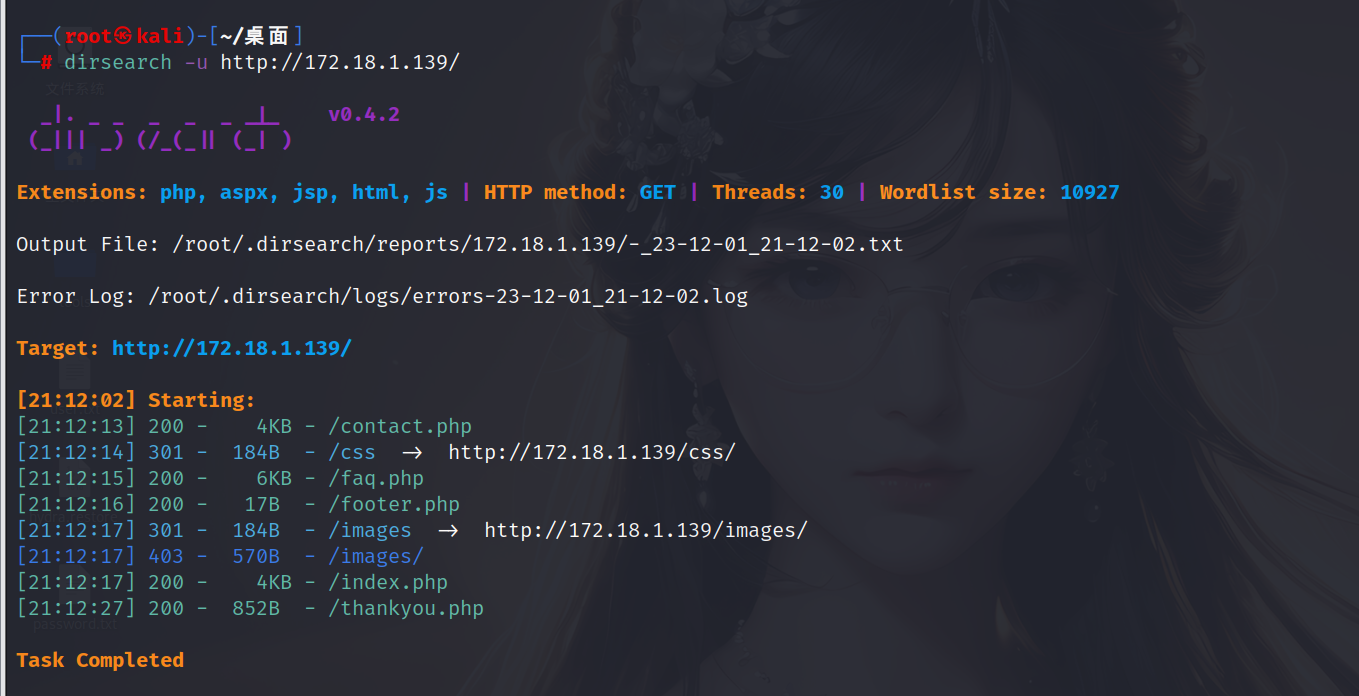 ┌──(root㉿kali)-[~/桌面]
└─# dirsearch -u http://172.18.1.139/
文件系统
  _|. _ _  _  _  _ _|_    v0.4.2
 (_||| _) (/_(_|| (_| )
Extensions: php, aspx, jsp, html, js | HTTP method: GET | Threads: 30 | Wordlist size: 10927
Output File: /root/.dirsearch/reports/172.18.1.139/-_23-12-01_21-12-02.txt
Error Log: /root/.dirsearch/logs/errors-23-12-01_21-12-02.log
Target: http://172.18.1.139/
[21:12:02] Starting:
[21:12:13] 200 -    4KB - /contact.php
[21:12:14] 301 -  184B  - /css  ->  http://172.18.1.139/css/
[21:12:15] 200 -    6KB - /faq.php
[21:12:16] 200 -   17B  - /footer.php
[21:12:17] 301 -  184B  - /images  ->  http://172.18.1.139/images/
[21:12:17] 403 -  570B  - /images/
[21:12:17] 200 -    4KB - /index.php
[21:12:27] 200 -  852B  - /thankyou.php
password.txt
Task Completed